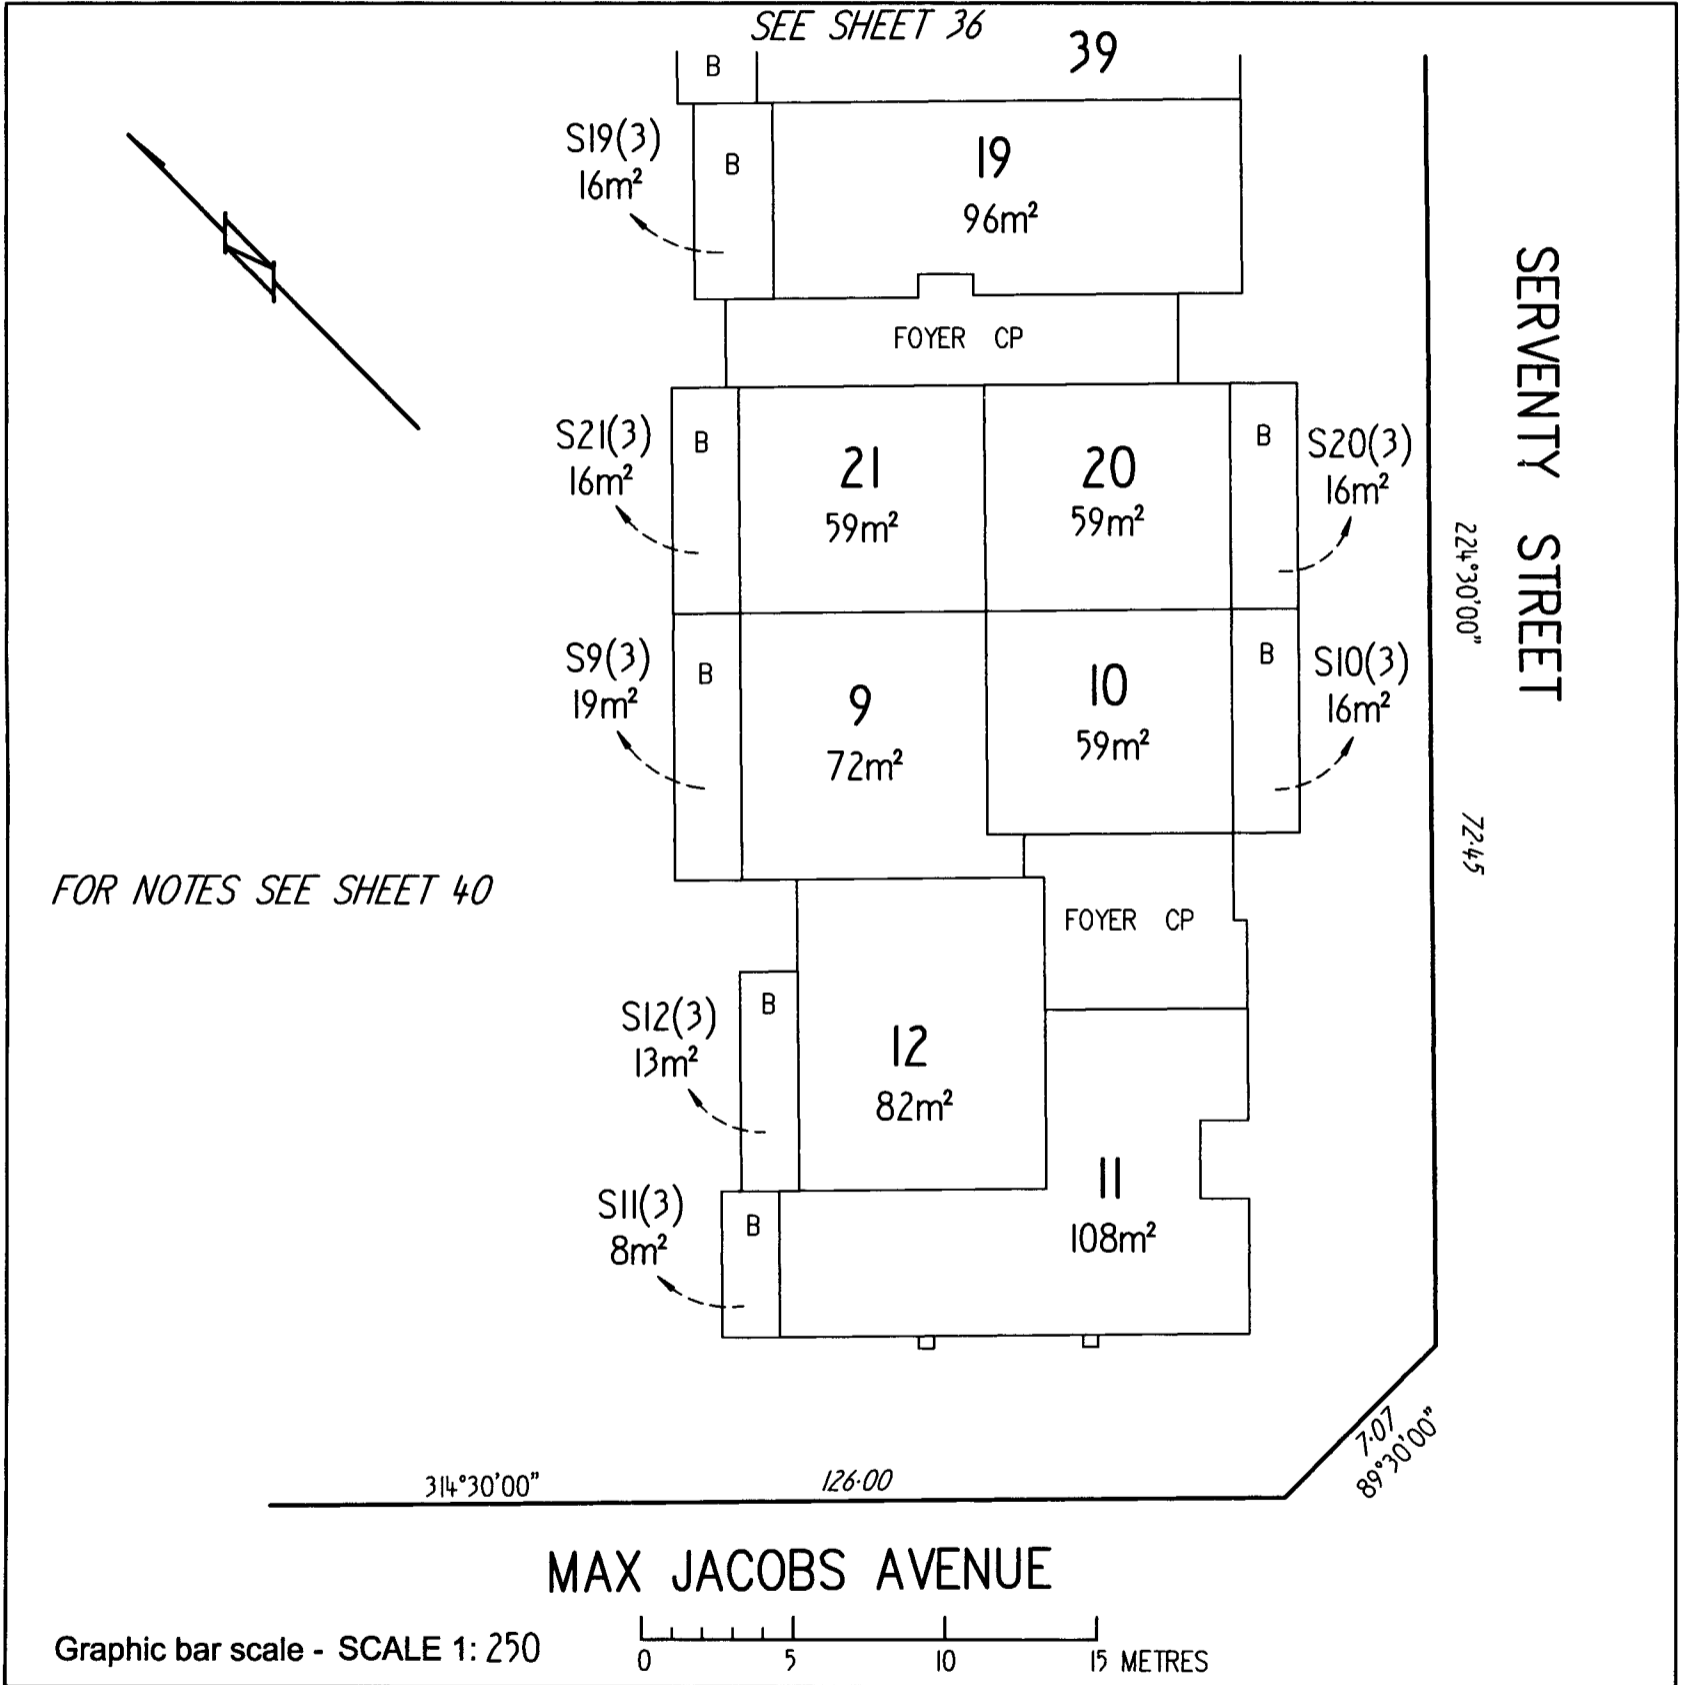 SEE SHEET 36
39
B
S19(3)
16m²
B
19
96m²
FOYER CP
S21(3)
16m²
B
21
59m²
20
59m²
B
S20(3)
16m²
S9(3)
19m²
B
9
72m²
10
59m²
B
S10(3)
16m²
SERVENTY STREET
224°30'00"
72·45
FOR NOTES SEE SHEET 40
FOYER CP
S12(3)
13m²
B
12
82m²
S11(3)
8m²
B
11
108m²
7·07
89°30'00"
314°30'00"
126·00
MAX JACOBS AVENUE
Graphic bar scale - SCALE 1: 250
0 5 10 15 METRES